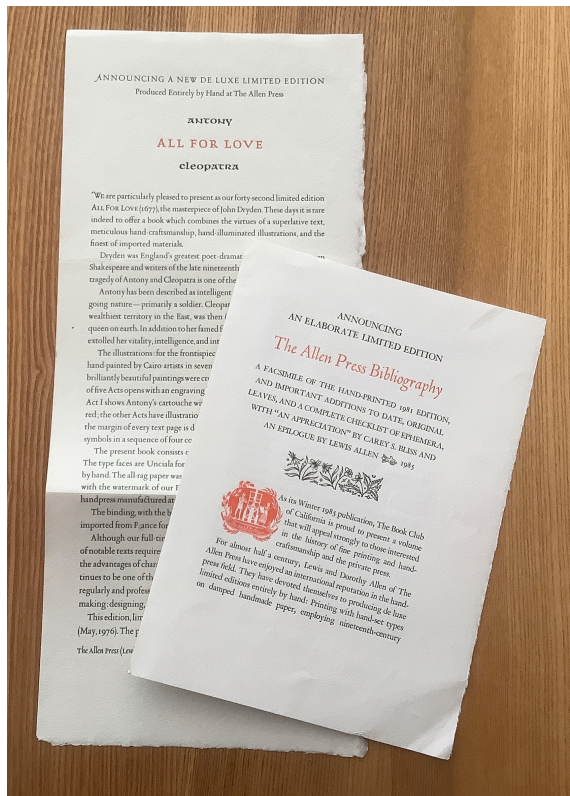 ANNOUNCING A NEW DE LUXE LIMITED EDITION
Produced Entirely by Hand at The Allen Press
ANTONY
ALL FOR LOVE
CLEOPATRA
"WE are particularly pleased to present as our forty-second limited edition
ALL FOR LOVE (1677), the masterpiece of John Dryden. These days it is rare
indeed to offer a book which combines the virtues of a superlative text,
meticulous hand-craftsmanship, hand-illuminated illustrations, and the
finest of imported materials.
Dryden was England's greatest poet-dramat
Shakespeare and writers of the late nineteenth
tragedy of Antony and Cleopatra is one of the
Antony has been described as intelligent
going nature—primarily a soldier. Cleopat
wealthiest territory in the East, was then
queen on earth. In addition to her famed
extolled her vitality, intelligence, and int
The illustrations: for the frontispiec
hand-painted by Cairo artists in seven
brilliantly beautiful paintings were cr
of five Acts opens with an engraving
Act I shows Antony's cartouche wi
red; the other Acts have illustratio
the margin of every text page is d
symbols in a sequence of four co
The present book consists o
The type faces are Unciala for
by hand. The all-rag paper was
with the watermark of our F
handpress manufactured at
The binding, with the b
imported from France for
Although our full-tim
of notable texts require
the advantages of chan
tinues to be one of th
regularly and profess
making: designing,
This edition, lim
(May, 1976). The p
The Allen Press (Lew
ANNOUNCING
AN ELABORATE LIMITED EDITION
The Allen Press Bibliography
A FACSIMILE OF THE HAND-PRINTED 1981 EDITION,
AND IMPORTANT ADDITIONS TO DATE, ORIGINAL
LEAVES, AND A COMPLETE CHECKLIST OF EPHEMERA,
WITH "AN APPRECIATION" BY CAREY S. BLISS AND
AN EPILOGUE BY LEWIS ALLEN 1985
As its Winter 1985 publication, The Book Club
of California is proud to present a volume
that will appeal strongly to those interested
in the history of fine printing and hand-
craftsmanship and the private press.
For almost half a century, Lewis and Dorothy Allen of The
Allen Press have enjoyed an international reputation in the hand-
press field. They have devoted themselves to producing de luxe
limited editions entirely by hand: Printing with hand-set types
on damped handmade paper, employing nineteenth-century